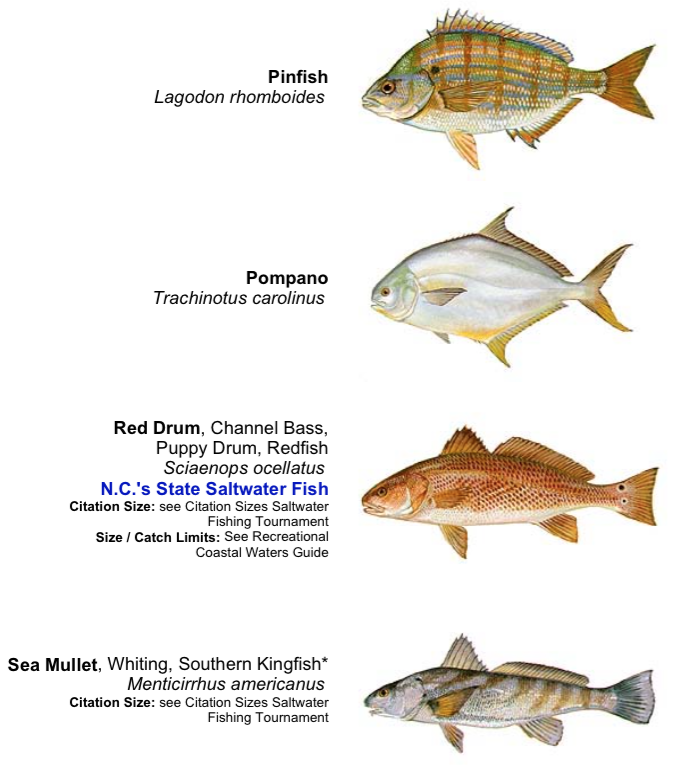 Pinfish
Lagodon rhomboides
Pompano
Trachinotus carolinus
Red Drum, Channel Bass,
Puppy Drum, Redfish
Sciaenops ocellatus
N.C.'s State Saltwater Fish
Citation Size: see Citation Sizes Saltwater
Fishing Tournament
Size / Catch Limits: See Recreational
Coastal Waters Guide
Sea Mullet, Whiting, Southern Kingfish*
Menticirrhus americanus
Citation Size: see Citation Sizes Saltwater
Fishing Tournament